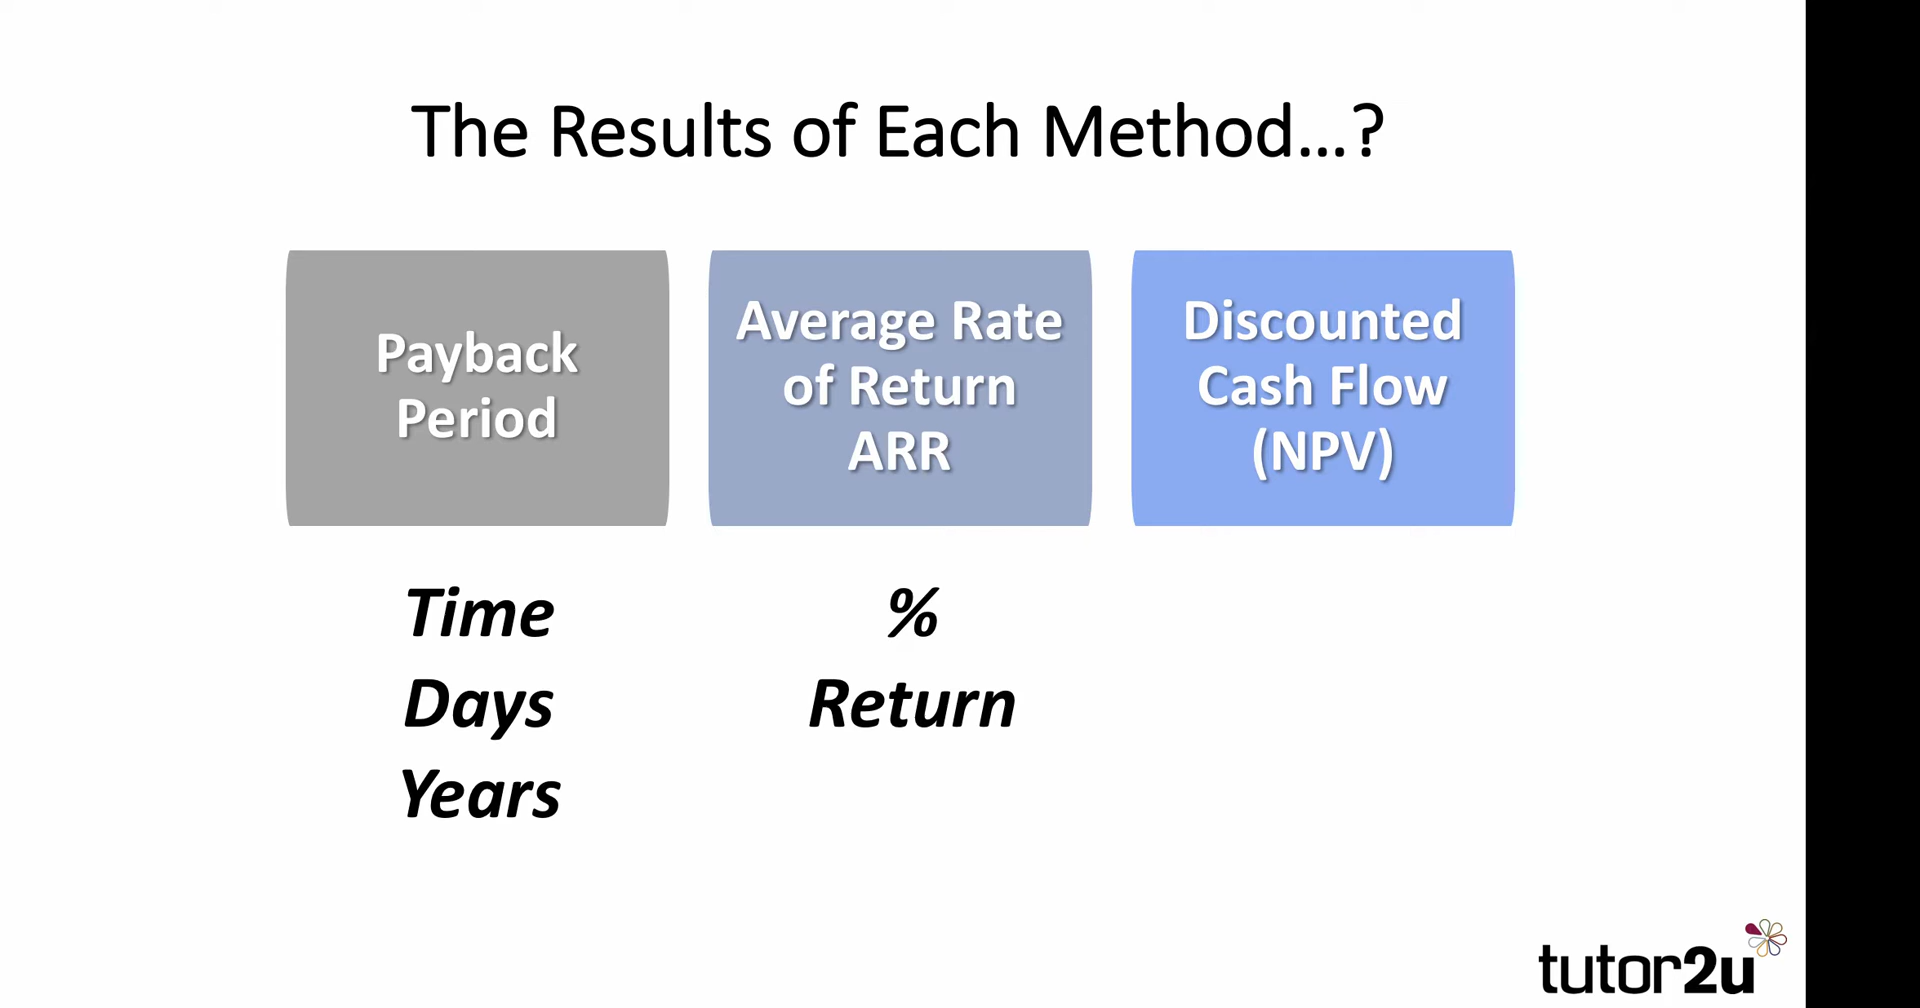 The Results of Each Method...?
Payback
Period
Average Rate
of Return
ARR
Discounted
Cash Flow
(NPV)
Time
Days
Years
%
Return
tutor2u